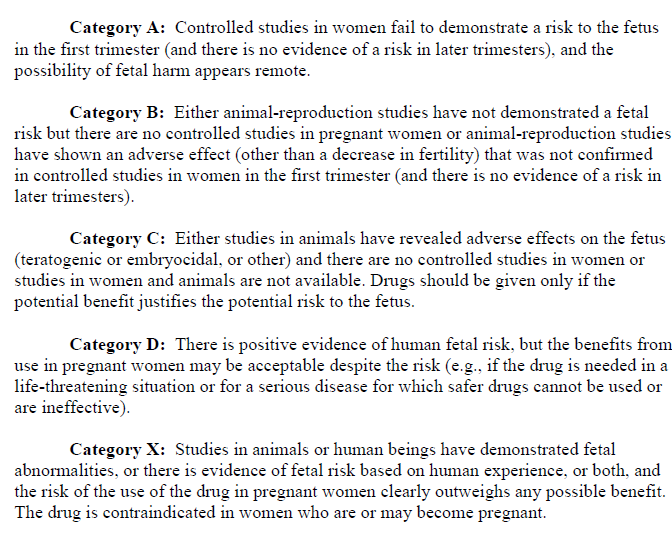 Category A: Controlled studies in women fail to demonstrate a risk to the fetus
in the first trimester (and there is no evidence of a risk in later trimesters), and the
possibility of fetal harm appears remote.
Category B: Either animal-reproduction studies have not demonstrated a fetal
risk but there are no controlled studies in pregnant women or animal-reproduction studies
have shown an adverse effect (other than a decrease in fertility) that was not confirmed
in controlled studies in women in the first trimester (and there is no evidence of a risk in
later trimesters).
Category C: Either studies in animals have revealed adverse effects on the fetus
(teratogenic or embryocidal, or other) and there are no controlled studies in women or
studies in women and animals are not available. Drugs should be given only if the
potential benefit justifies the potential risk to the fetus.
Category D: There is positive evidence of human fetal risk, but the benefits from
use in pregnant women may be acceptable despite the risk (e.g., if the drug is needed in a
life-threatening situation or for a serious disease for which safer drugs cannot be used or
are ineffective).
Category X: Studies in animals or human beings have demonstrated fetal
abnormalities, or there is evidence of fetal risk based on human experience, or both, and
the risk of the use of the drug in pregnant women clearly outweighs any possible benefit.
The drug is contraindicated in women who are or may become pregnant.